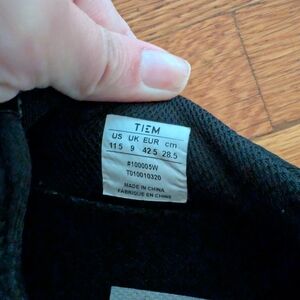 TIEM
US UK EUR cm
11.5 9 42.5 28.5
#100005W
T010010320
MADE IN CHINA
FABRIQUE EN CHINE